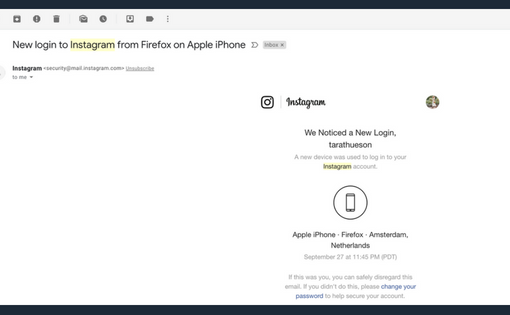 New login to Instagram from Firefox on Apple iPhone Inbox ×
Instagram <security@mail.instagram.com> Unsubscribe
to me
Instagram
We Noticed a New Login,
tarathueson
A new device was used to log in to your
Instagram account.
Apple iPhone · Firefox · Amsterdam,
Netherlands
September 27 at 11:45 PM (PDT)
If this was you, you can safely disregard this
email. If you didn't do this, please change your
password to help secure your account.